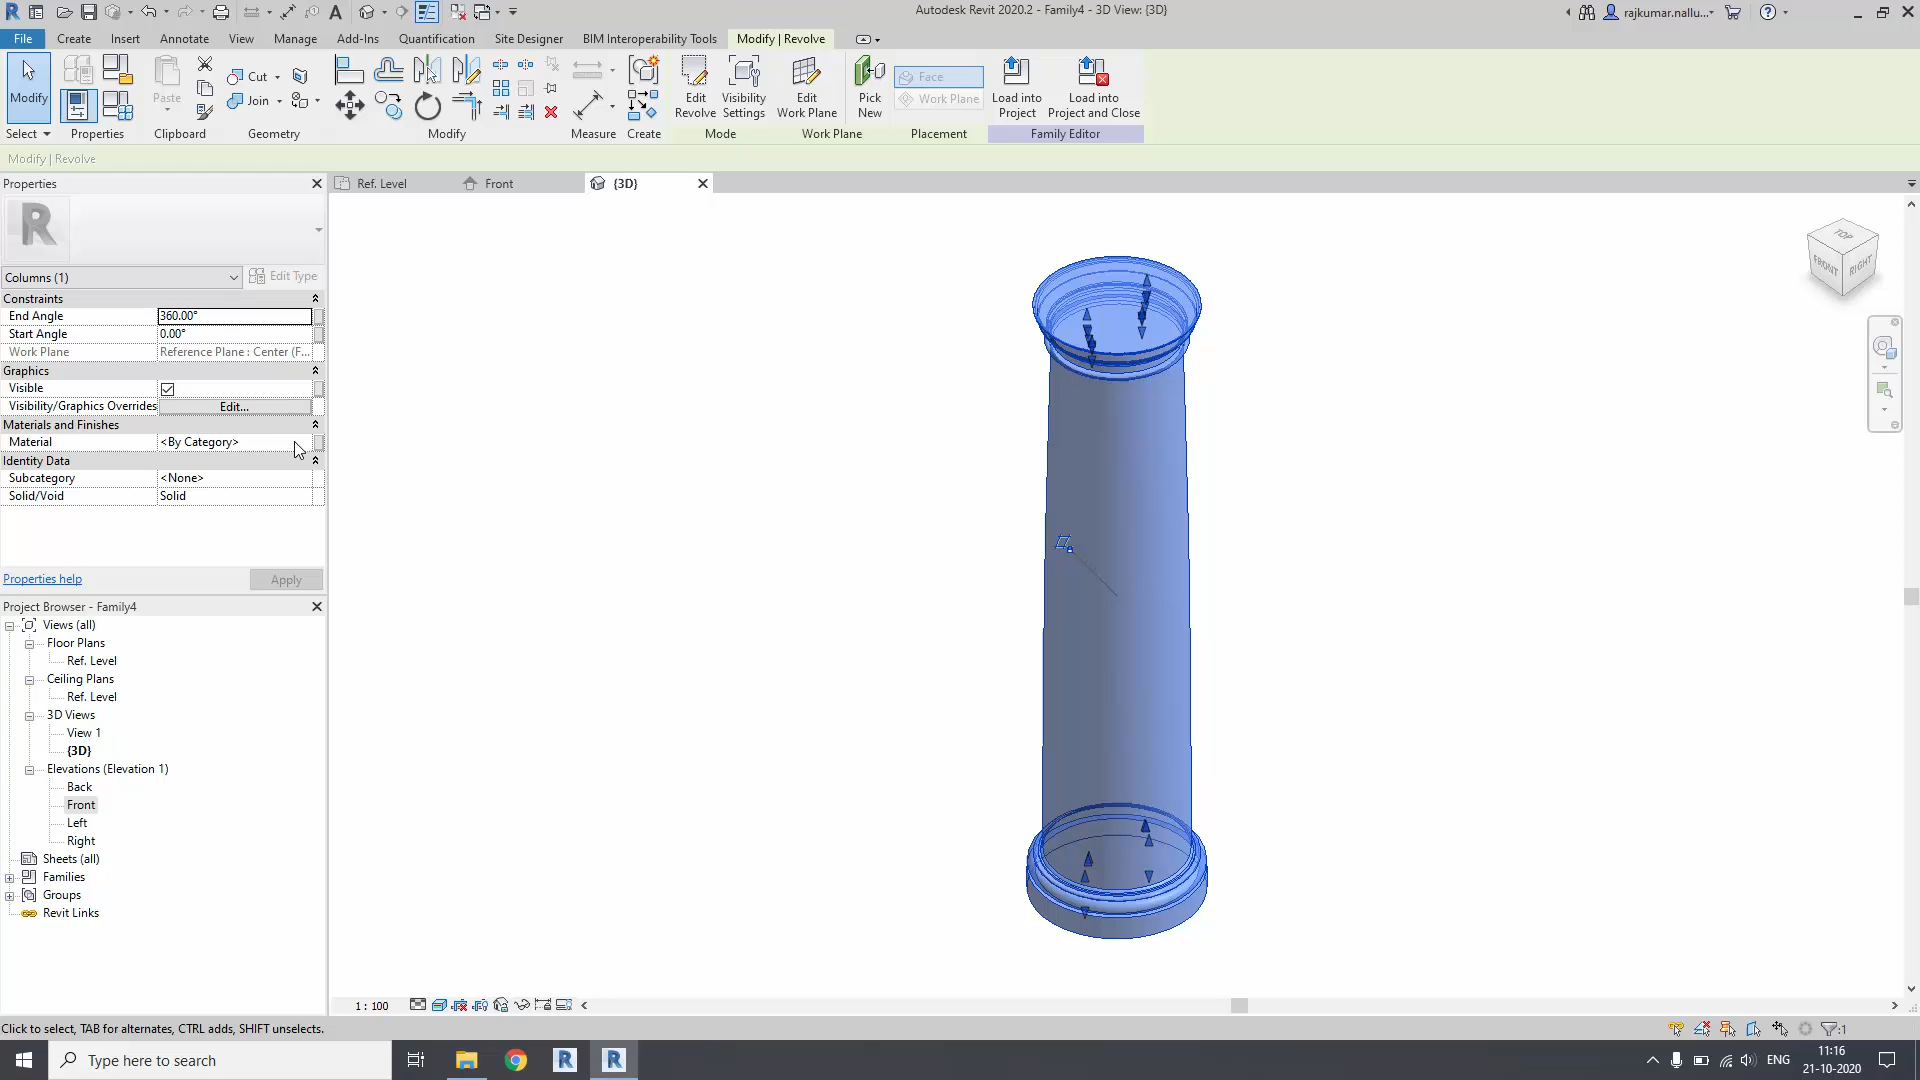 Autodesk Revit 2020.2 - Family4 - 3D View: {3D}
rajkumar.nallu...
File
Create
Insert
Annotate
View
Manage
Add-Ins
Quantification
Site Designer
BIM Interoperability Tools
Modify | Revolve
Modify
Paste
Cut
Join
Edit
Revolve
Visibility
Settings
Edit
Work Plane
Pick
New
Face
Work Plane
Load into
Project
Load into
Project and Close
Select
Properties
Clipboard
Geometry
Modify
Measure
Create
Mode
Work Plane
Placement
Family Editor
Modify | Revolve
Properties
Ref. Level
Front
{3D}
Columns (1)
Edit Type
Constraints
End Angle 360.00°
Start Angle 0.00°
Work Plane Reference Plane : Center (F...
Graphics
Visible
Visibility/Graphics Overrides Edit...
Materials and Finishes
Material <By Category>
Identity Data
Subcategory <None>
Solid/Void Solid
Properties help
Apply
Project Browser - Family4
Views (all)
Floor Plans
Ref. Level
Ceiling Plans
Ref. Level
3D Views
View 1
{3D}
Elevations (Elevation 1)
Back
Front
Left
Right
Sheets (all)
Families
Groups
Revit Links
TOP
FRONT
RIGHT
1 : 100
Click to select, TAB for alternates, CTRL adds, SHIFT unselects.
:1
Type here to search
ENG
11:16
21-10-2020